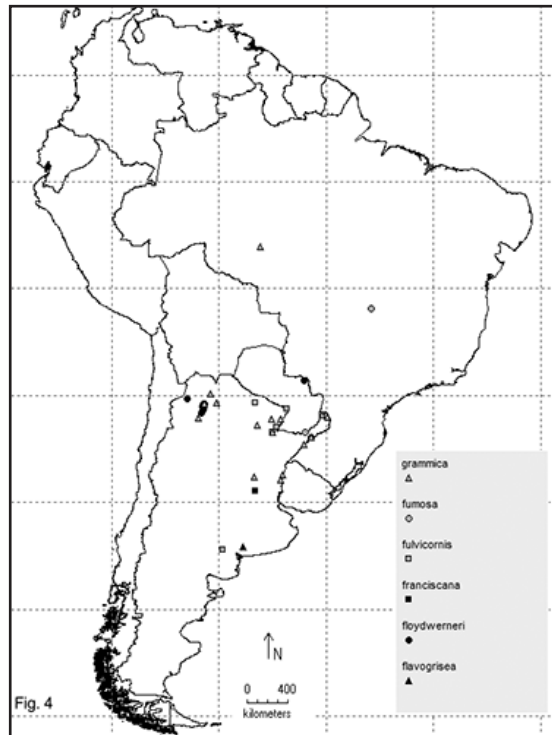 grammica
fumosa
fulvicornis
franciscana
floydwerneri
flavogrisea
N
0 400
kilometers
Fig. 4